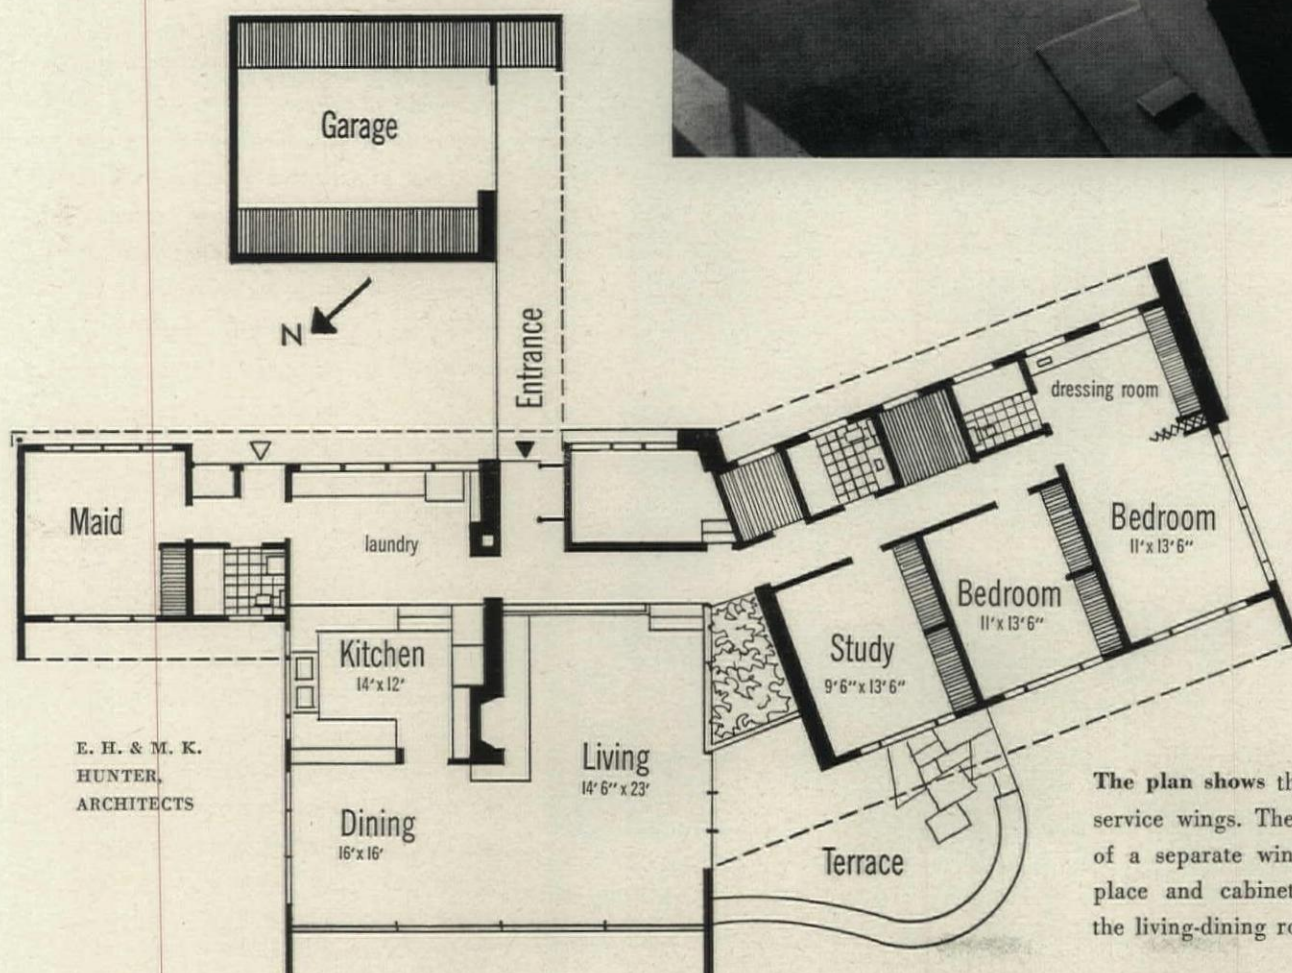 Garage
N
Entrance
dressing room
Maid
laundry
Bedroom
11'x 13'6"
Bedroom
11'x 13'6"
Kitchen
14'x 12'
Study
9'6"x 13'6"
E. H. & M. K.
HUNTER,
ARCHITECTS
Living
14'6"x 23'
Dining
16'x 16'
Terrace
The plan shows th
service wings. The
of a separate win
place and cabinet
the living-dining ro